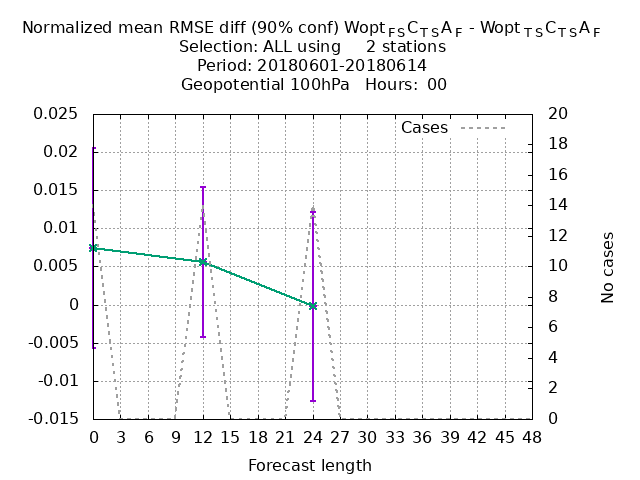 Normalized mean RMSE diff (90% conf) Wopt FS C TS A F - Wopt TS C TS A F
Selection: ALL using 2 stations
Period: 20180601-20180614
Geopotential 100hPa Hours: 00
Cases
0.025
0.02
0.015
0.01
0.005
0
-0.005
-0.01
-0.015
20
18
16
14
12
10
8
6
4
2
0
No cases
0 3 6 9 12 15 18 21 24 27 30 33 36 39 42 45 48
Forecast length